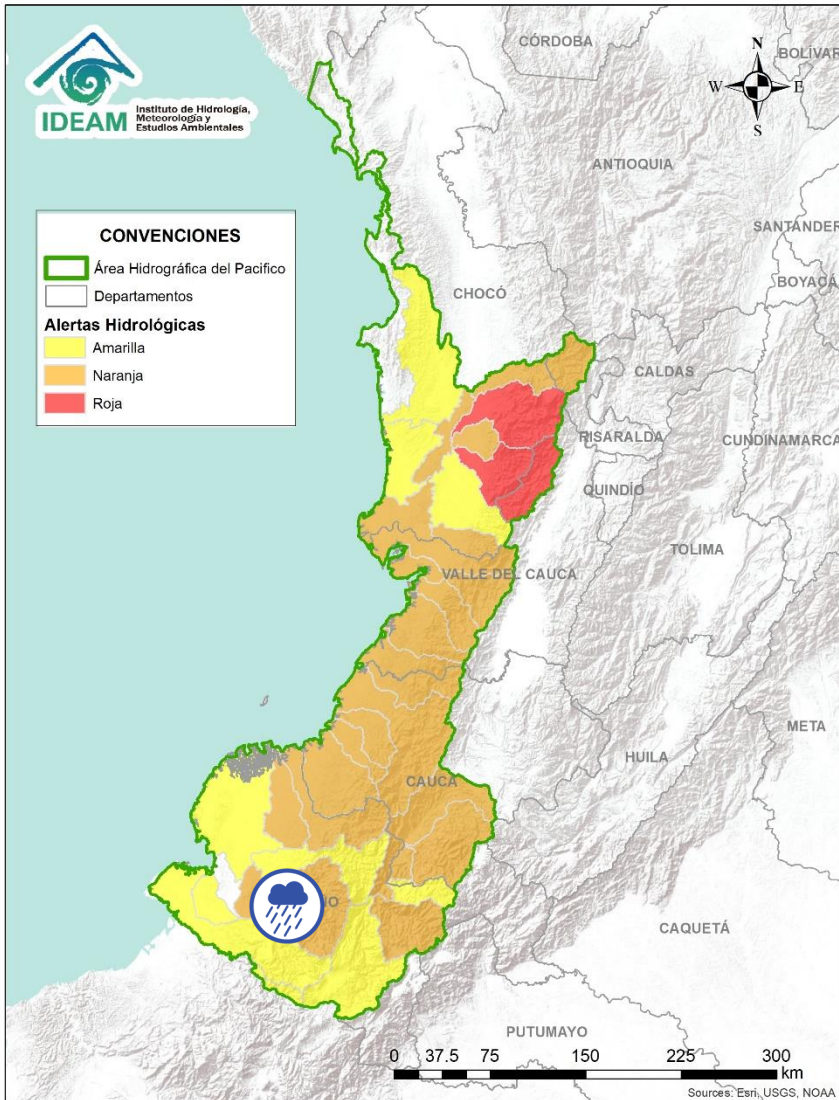 IDEAM
Instituto de Hidrología,
Meteorología y
Estudios Ambientales
CÓRDOBA
BOLÍVAR
N
W
E
S
ANTIOQUIA
SANTANDER
BOYACÁ
CONVENCIONES
Área Hidrográfica del Pacifico
Departamentos
Alertas Hidrológicas
Amarilla
Naranja
Roja
CHOCÓ
CALDAS
RISARALDA
CUNDINAMARCA
QUINDÍO
TOLIMA
VALLE DEL CAUCA
META
HUILA
CAUCA
NO
CAQUETÁ
PUTUMAYO
0 37.5 75 150 225 300
km
Sources: Esri, USGS, NOAA